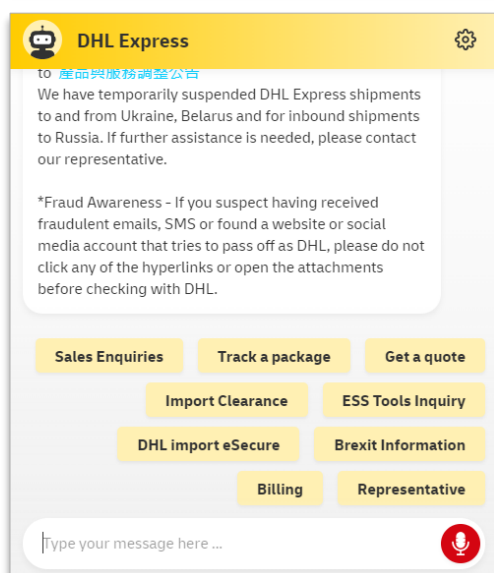 DHL Express
to 產品與服務調整公告
We have temporarily suspended DHL Express shipments
to and from Ukraine, Belarus and for inbound shipments
to Russia. If further assistance is needed, please contact
our representative.
*Fraud Awareness - If you suspect having received
fraudulent emails, SMS or found a website or social
media account that tries to pass off as DHL, please do not
click any of the hyperlinks or open the attachments
before checking with DHL.
Sales Enquiries Track a package Get a quote
Import Clearance ESS Tools Inquiry
DHL import eSecure Brexit Information
Billing Representative
Type your message here ...